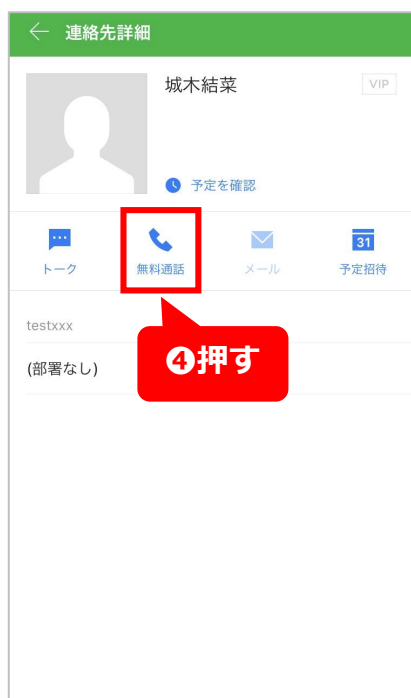 ← 連絡先詳細
城木結菜
VIP
予定を確認
31
トーク 無料通話 メール 予定招待
testxxx
(部署なし)
❹押す